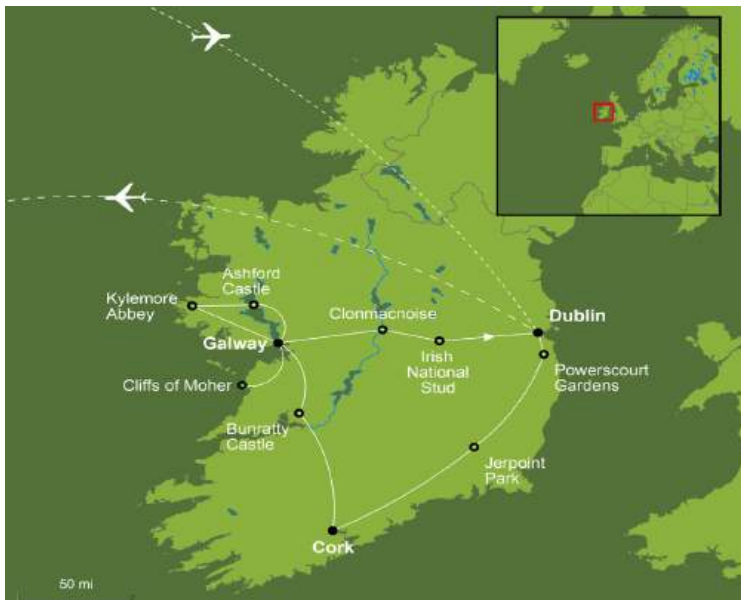 Ashford
Castle
Kylemore
Abbey
Clonmacnoise
Dublin
Galway
Irish
National
Stud
Powerscourt
Gardens
Cliffs of Moher
Bunratty
Castle
Jerpoint
Park
Cork
50 mi